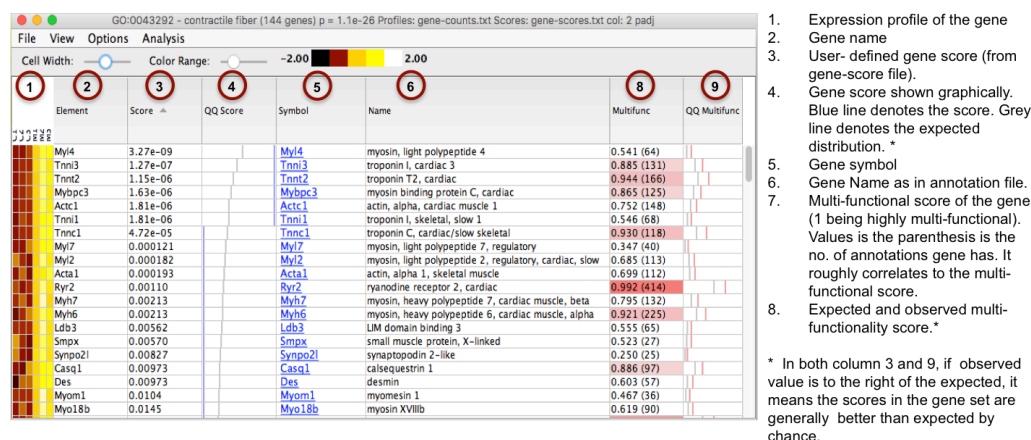 GO:0043292 - contractile fiber (144 genes) p = 1.1e-26 Profiles: gene-counts.txt Scores: gene-scores.txt col: 2 padj
File View Options Analysis
Cell Width: Color Range: -2.00 2.00
1 2 3 4 5 6 8 9
Element Score QQ Score Symbol Name Multifunc QQ Multifunc
Myl4 3.27e-09 Myl4 myosin, light polypeptide 4 0.541 (64)
Tnni3 1.27e-07 Tnni3 troponin I, cardiac 3 0.885 (131)
Tnnt2 1.15e-06 Tnnt2 troponin T2, cardiac 0.944 (166)
Mybpc3 1.63e-06 Mybpc3 myosin binding protein C, cardiac 0.865 (125)
Actc1 1.81e-06 Actc1 actin, alpha, cardiac muscle 1 0.752 (148)
Tnni1 1.81e-06 Tnni1 troponin I, skeletal, slow 1 0.546 (68)
Tnnc1 4.72e-05 Tnnc1 troponin C, cardiac/slow skeletal 0.930 (118)
Myl7 0.000121 Myl7 myosin, light polypeptide 7, regulatory 0.347 (40)
Myl2 0.000182 Myl2 myosin, light polypeptide 2, regulatory, cardiac, slow 0.685 (113)
Acta1 0.000193 Acta1 actin, alpha 1, skeletal muscle 0.699 (112)
Ryr2 0.00110 Ryr2 ryanodine receptor 2, cardiac 0.992 (414)
Myh7 0.00213 Myh7 myosin, heavy polypeptide 7, cardiac muscle, beta 0.795 (132)
Myh6 0.00213 Myh6 myosin, heavy polypeptide 6, cardiac muscle, alpha 0.921 (225)
Ldb3 0.00562 Ldb3 LIM domain binding 3 0.555 (65)
Smpx 0.00570 Smpx small muscle protein, X-linked 0.523 (27)
Synpo2l 0.00827 Synpo2l synaptopodin 2-like 0.250 (25)
Casq1 0.00973 Casq1 calsequestrin 1 0.886 (97)
Des 0.00973 Des desmin 0.603 (57)
Myom1 0.0104 Myom1 myomesin 1 0.467 (36)
Myo18b 0.0145 Myo18b myosin XVIIIb 0.619 (90)
1. Expression profile of the gene
2. Gene name
3. User- defined gene score (from
gene-score file).
4. Gene score shown graphically.
Blue line denotes the score. Grey
line denotes the expected
distribution. *
5. Gene symbol
6. Gene Name as in annotation file.
7. Multi-functional score of the gene
(1 being highly multi-functional).
Values is the parenthesis is the
no. of annotations gene has. It
roughly correlates to the multi-
functional score.
8. Expected and observed multi-
functionality score.*
* In both column 3 and 9, if observed
value is to the right of the expected, it
means the scores in the gene set are
generally better than expected by
chance.